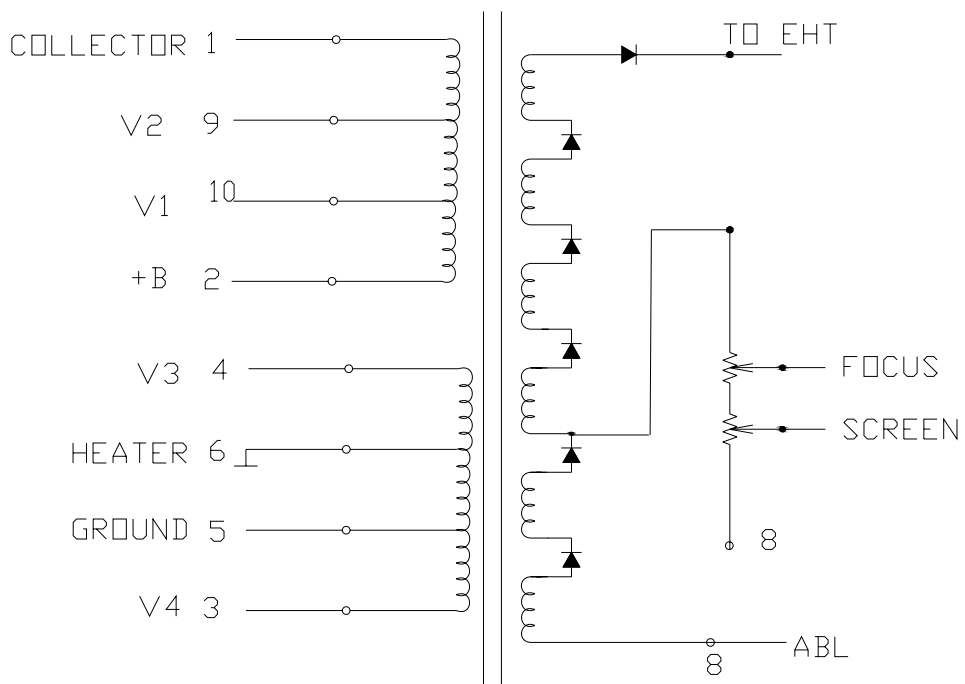 TO EHT
COLLECTOR 1
V2 9
V1 10
+B 2
V3 4
FOCUS
SCREEN
HEATER 6
GROUND 5
8
V4 3
ABL
8